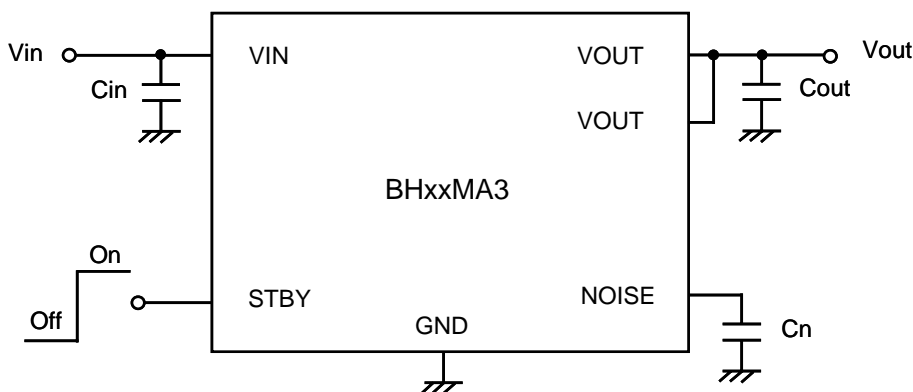 Vin
VIN
VOUT
Vout
Cin
Cout
VOUT
BHxxMA3
On
Off
STBY
NOISE
GND
Cn